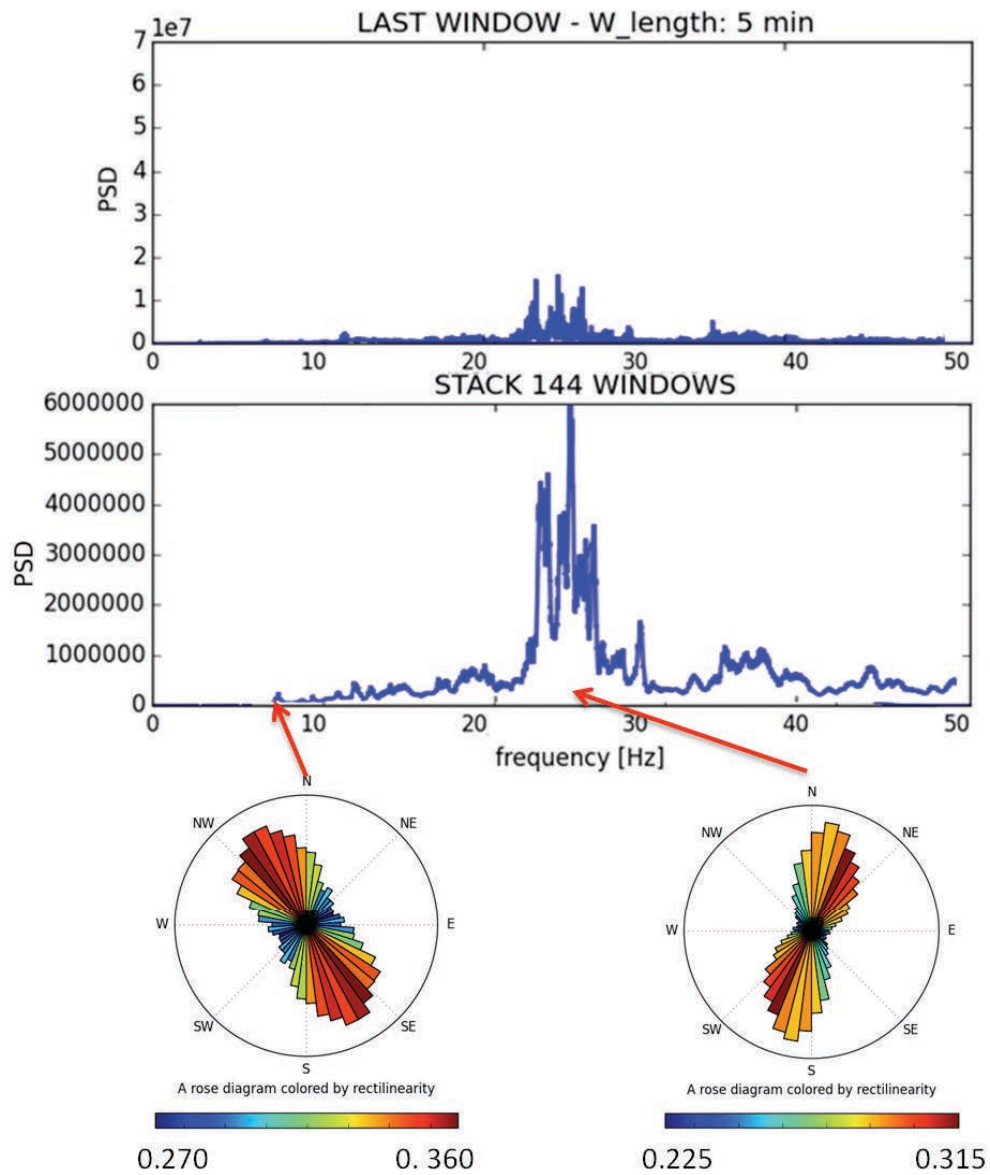 LAST WINDOW - W_length: 5 min
1e7
7
6
5
4
3
2
1
0
PSD
0 10 20 30 40 50
STACK 144 WINDOWS
6000000
5000000
4000000
3000000
2000000
1000000
0
PSD
0 10 20 30 40 50
frequency [Hz]
N
NW NE
W E
SW SE
S
A rose diagram colored by rectilinearity
0.270 0.360
N
NW NE
W E
SW SE
S
A rose diagram colored by rectilinearity
0.225 0.315